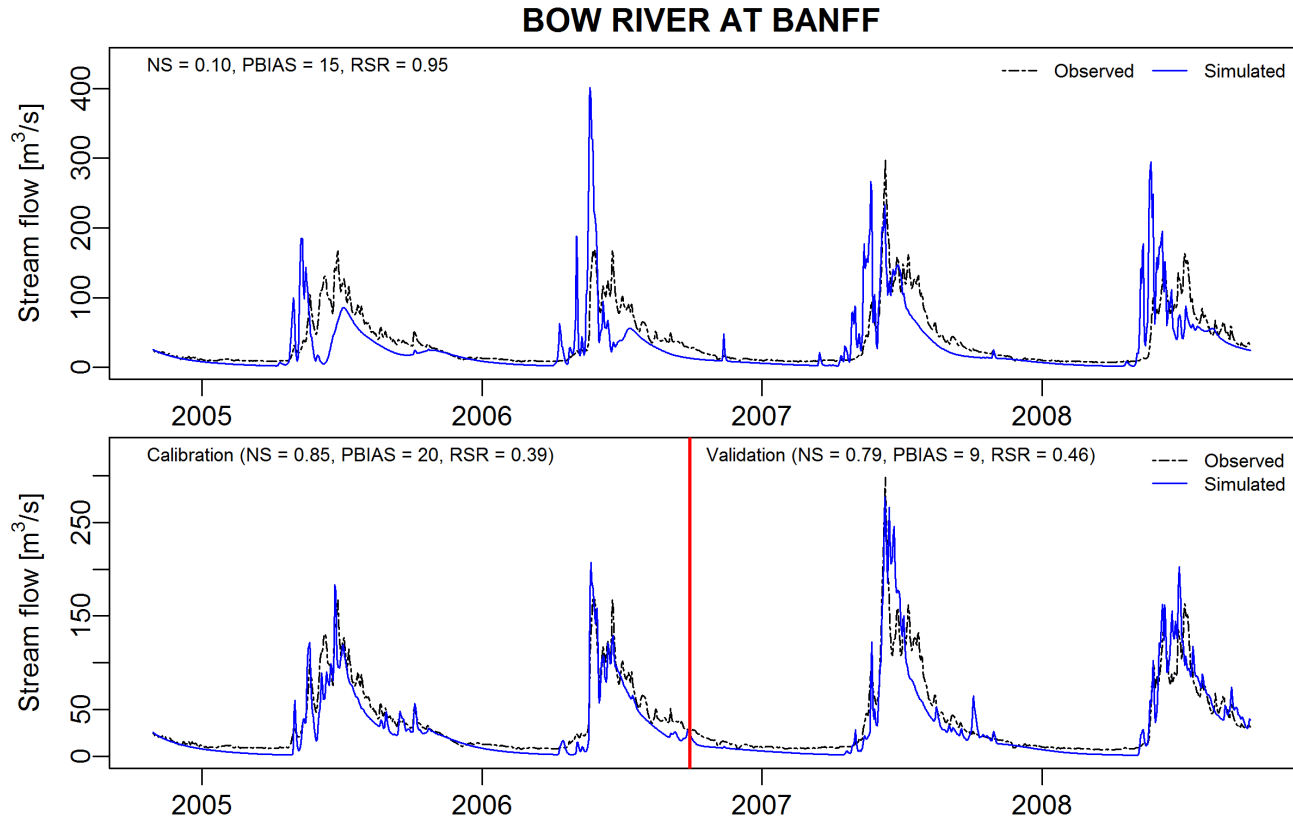 BOW RIVER AT BANFF
NS = 0.10, PBIAS = 15, RSR = 0.95
Observed Simulated
Stream flow [m³/s]
400
300
200
100
0
2005 2006 2007 2008
Calibration (NS = 0.85, PBIAS = 20, RSR = 0.39)
Validation (NS = 0.79, PBIAS = 9, RSR = 0.46)
Observed
Simulated
Stream flow [m³/s]
250
150
50
0
2005 2006 2007 2008